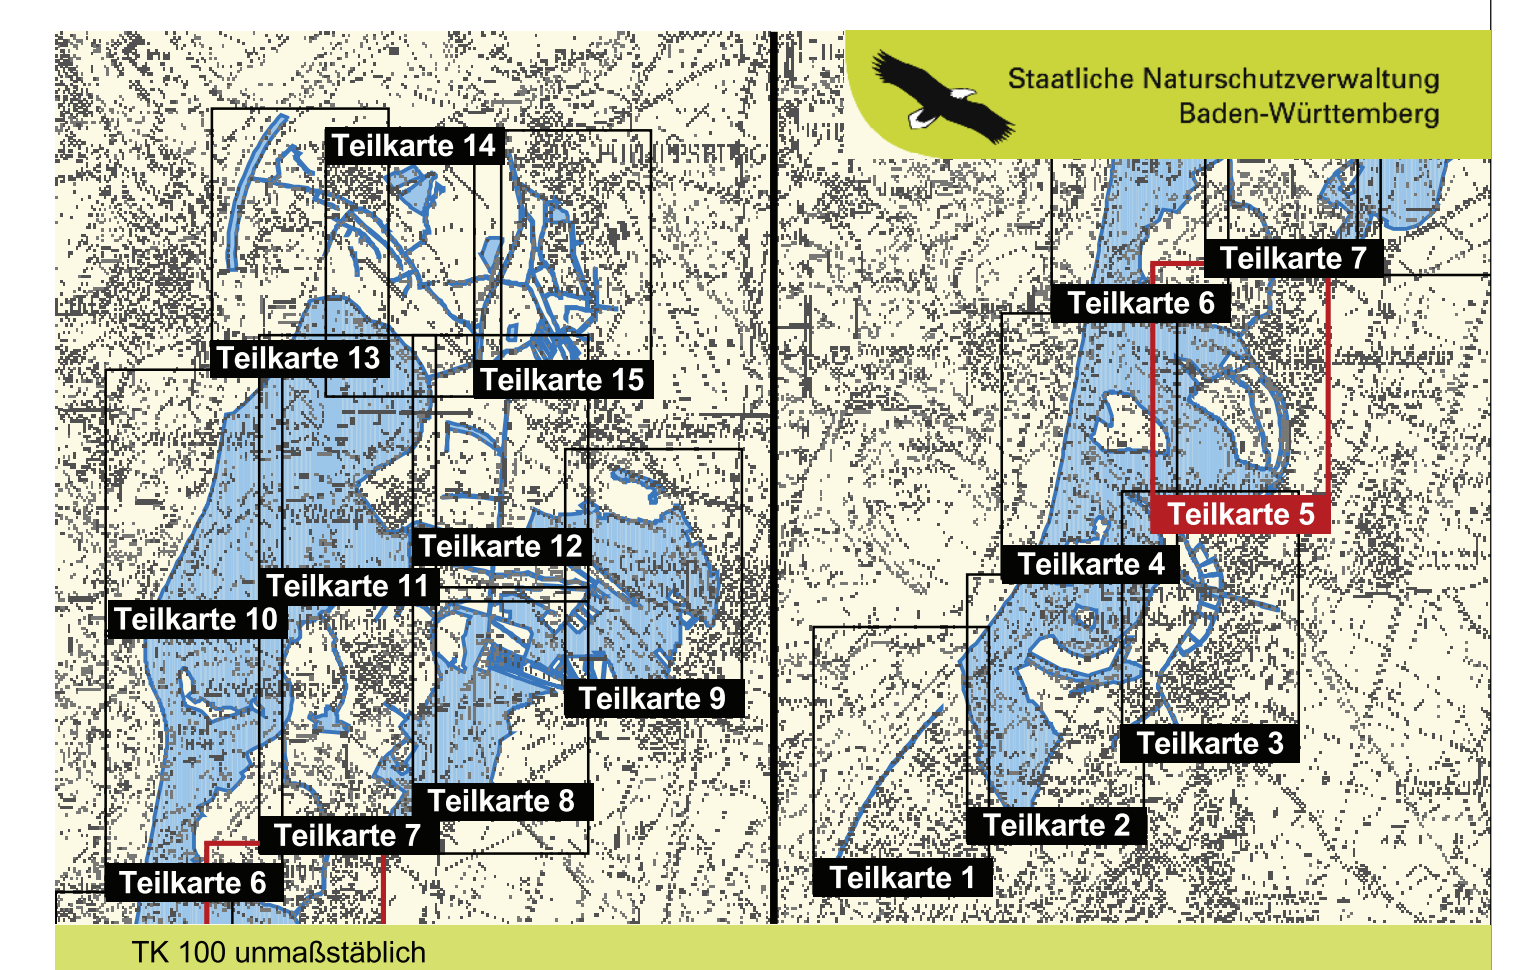 Staatliche Naturschutzverwaltung
Baden-Württemberg
Teilkarte 14
Teilkarte 13
Teilkarte 15
Teilkarte 12
Teilkarte 11
Teilkarte 10
Teilkarte 9
Teilkarte 8
Teilkarte 7
Teilkarte 6
Teilkarte 7
Teilkarte 6
Teilkarte 5
Teilkarte 4
Teilkarte 3
Teilkarte 2
Teilkarte 1
TK 100 unmaßstäblich